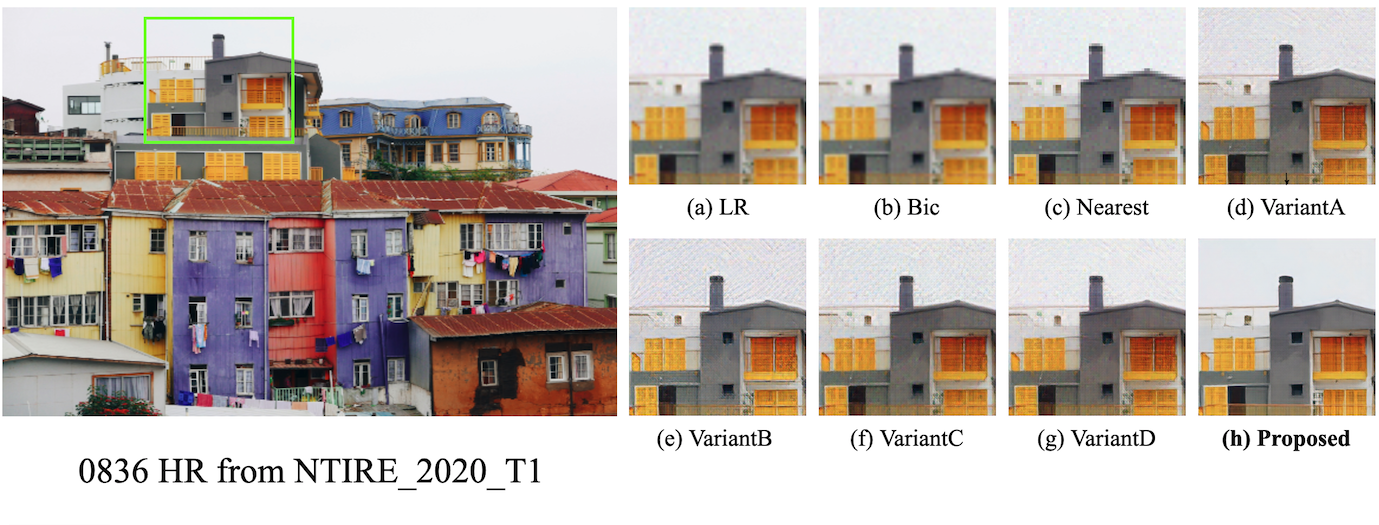 (a) LR
(b) Bic
(c) Nearest
(d) VariantA
(e) VariantB
(f) VariantC
(g) VariantD
(h) Proposed
0836 HR from NTIRE_2020_T1